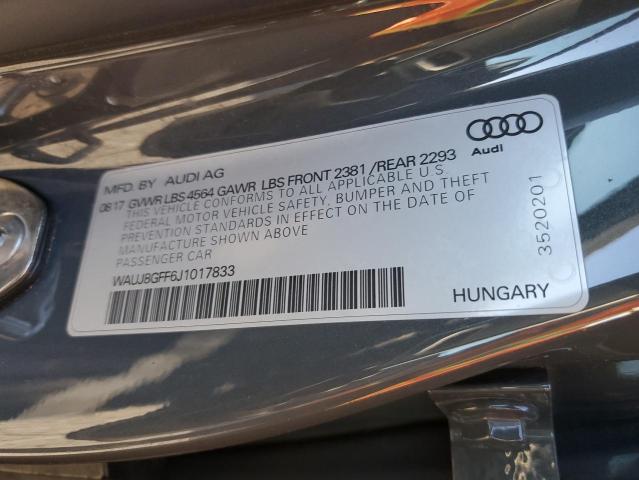 MFD. BY AUDI AG
0817 GVWR LBS 4564 GAWR LBS FRONT 2381 /REAR 2293
THIS VEHICLE CONFORMS TO ALL APPLICABLE U.S.
FEDERAL MOTOR VEHICLE SAFETY, BUMPER AND THEFT
PREVENTION STANDARDS IN EFFECT ON THE DATE OF
MANUFACTURE SHOWN ABOVE
PASSENGER CAR
WAUJ8GFF6J1017833
Audi
3520201
HUNGARY